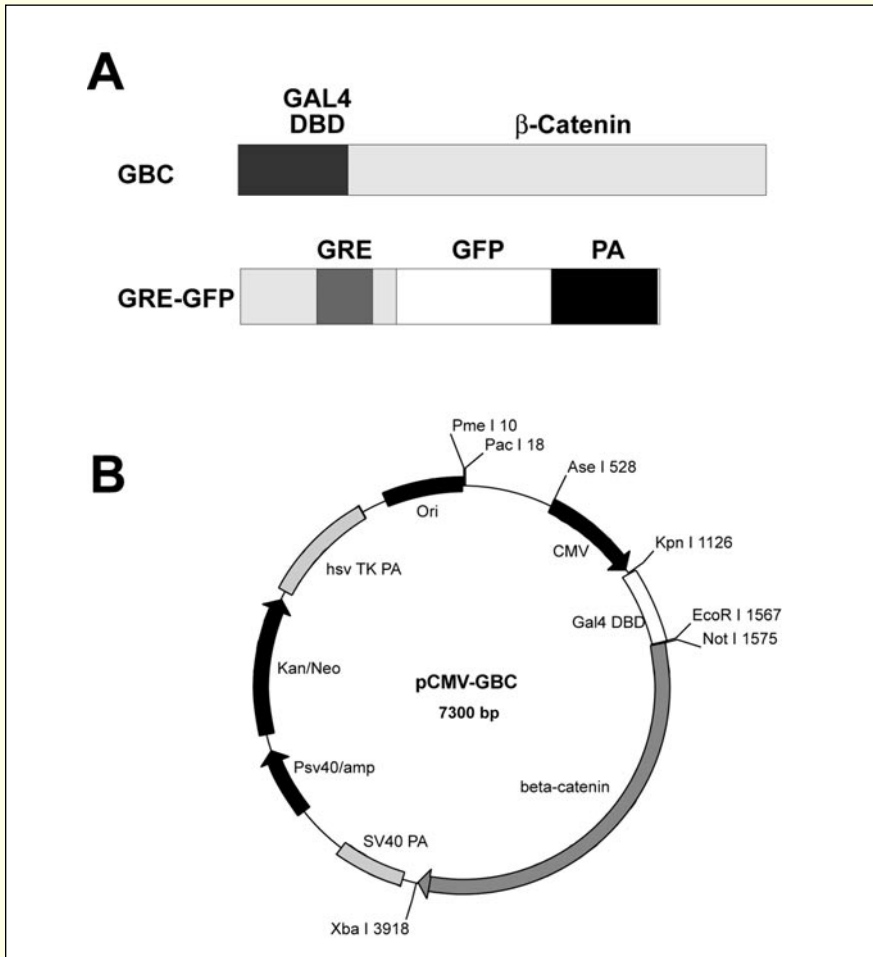 A
GAL4
DBD
β-Catenin
GBC
GRE
GFP
PA
GRE-GFP
B
Pme I 10
Pac I 18
Ase I 528
Ori
CMV
Kpn I 1126
hsv TK PA
Gal4 DBD
EcoR I 1567
Not I 1575
Kan/Neo
pCMV-GBC
7300 bp
Psv40/amp
beta-catenin
SV40 PA
Xba I 3918